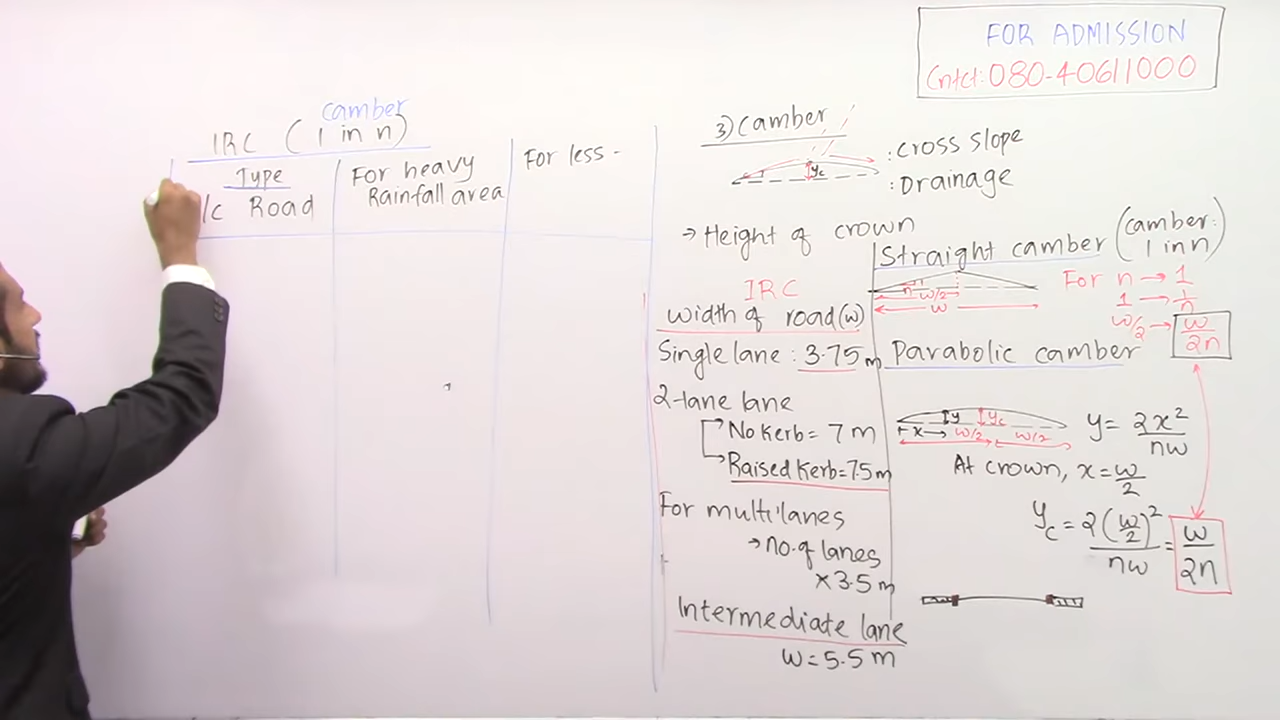 FOR ADMISSION
Cntct: 080-40611000
camber
IRC (1 in n)
Type
/c Road
For heavy
Rainfall area
For less -
3) Camber
yc
: Cross slope
: Drainage
→ Height of crown
IRC
width of road (w)
Single lane : 3.75 m
2-lane lane
No Kerb = 7 m
Raised Kerb = 7.5 m
For multilanes
→ no. of lanes
× 3.5 m
Intermediate lane
w = 5.5 m
Straight camber (camber:
1 in n)
n
w/2
w
For n → 1
1 → 1/n
w/2 → w/2n
Parabolic camber
y
yc
x → w/2
w/2
y = 2x²/nw
At crown, x = w/2
yc = 2(w/2)²/nw = w/2n